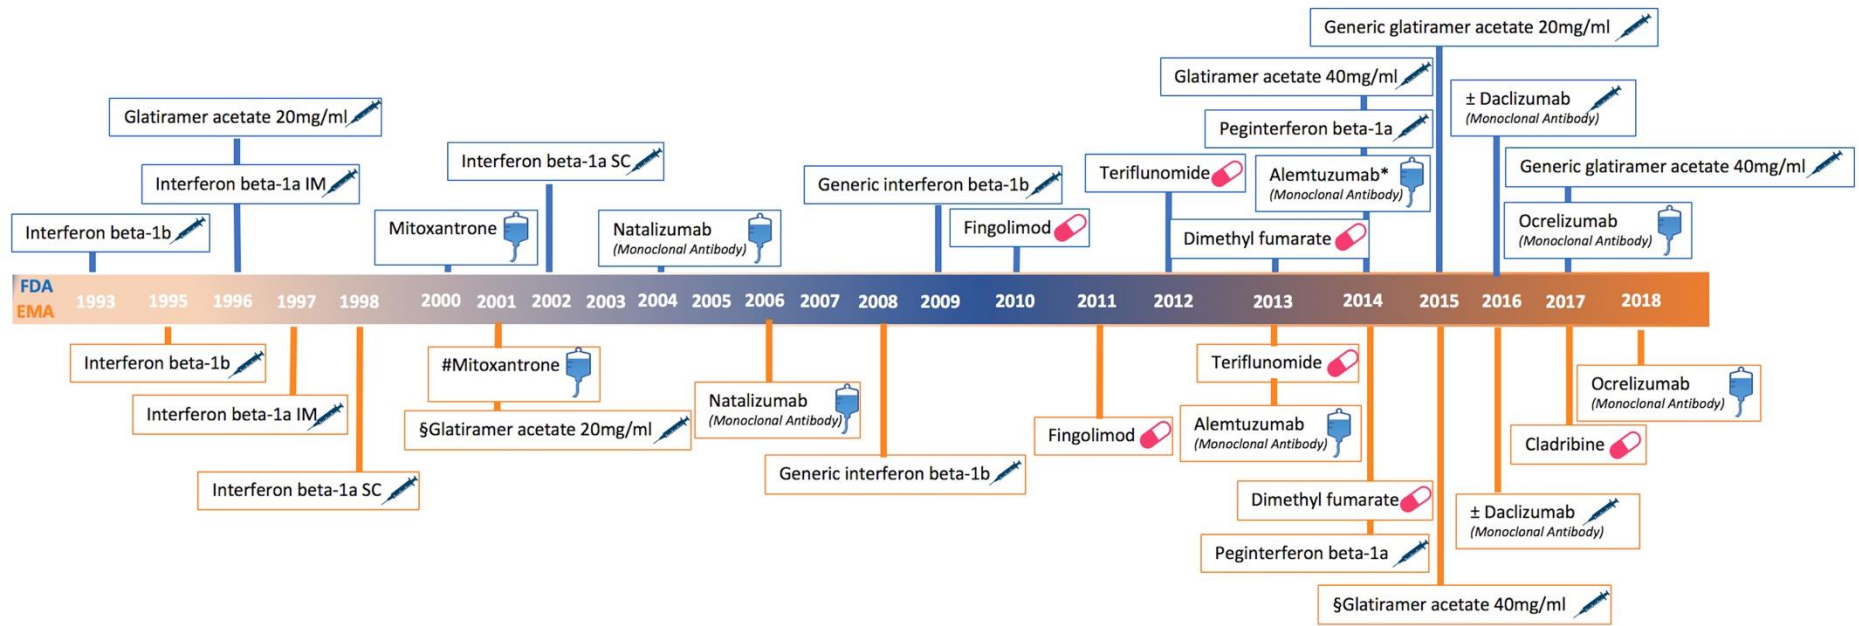 Generic glatiramer acetate 20mg/ml
Glatiramer acetate 40mg/ml
± Daclizumab
(Monoclonal Antibody)
Glatiramer acetate 20mg/ml
Peginterferon beta-1a
Interferon beta-1a SC
Generic glatiramer acetate 40mg/ml
Teriflunomide
Alemtuzumab*
(Monoclonal Antibody)
Interferon beta-1a IM
Generic interferon beta-1b
Interferon beta-1b
Mitoxantrone
Natalizumab
(Monoclonal Antibody)
Fingolimod
Dimethyl fumarate
Ocrelizumab
(Monoclonal Antibody)
FDA
EMA
1993 1995 1996 1997 1998 2000 2001 2002 2003 2004 2005 2006 2007 2008 2009 2010 2011 2012 2013 2014 2015 2016 2017 2018
Interferon beta-1b
#Mitoxantrone
Teriflunomide
Ocrelizumab
(Monoclonal Antibody)
Interferon beta-1a IM
§Glatiramer acetate 20mg/ml
Natalizumab
(Monoclonal Antibody)
Fingolimod
Alemtuzumab
(Monoclonal Antibody)
Cladribine
Interferon beta-1a SC
Generic interferon beta-1b
Dimethyl fumarate
± Daclizumab
(Monoclonal Antibody)
Peginterferon beta-1a
§Glatiramer acetate 40mg/ml